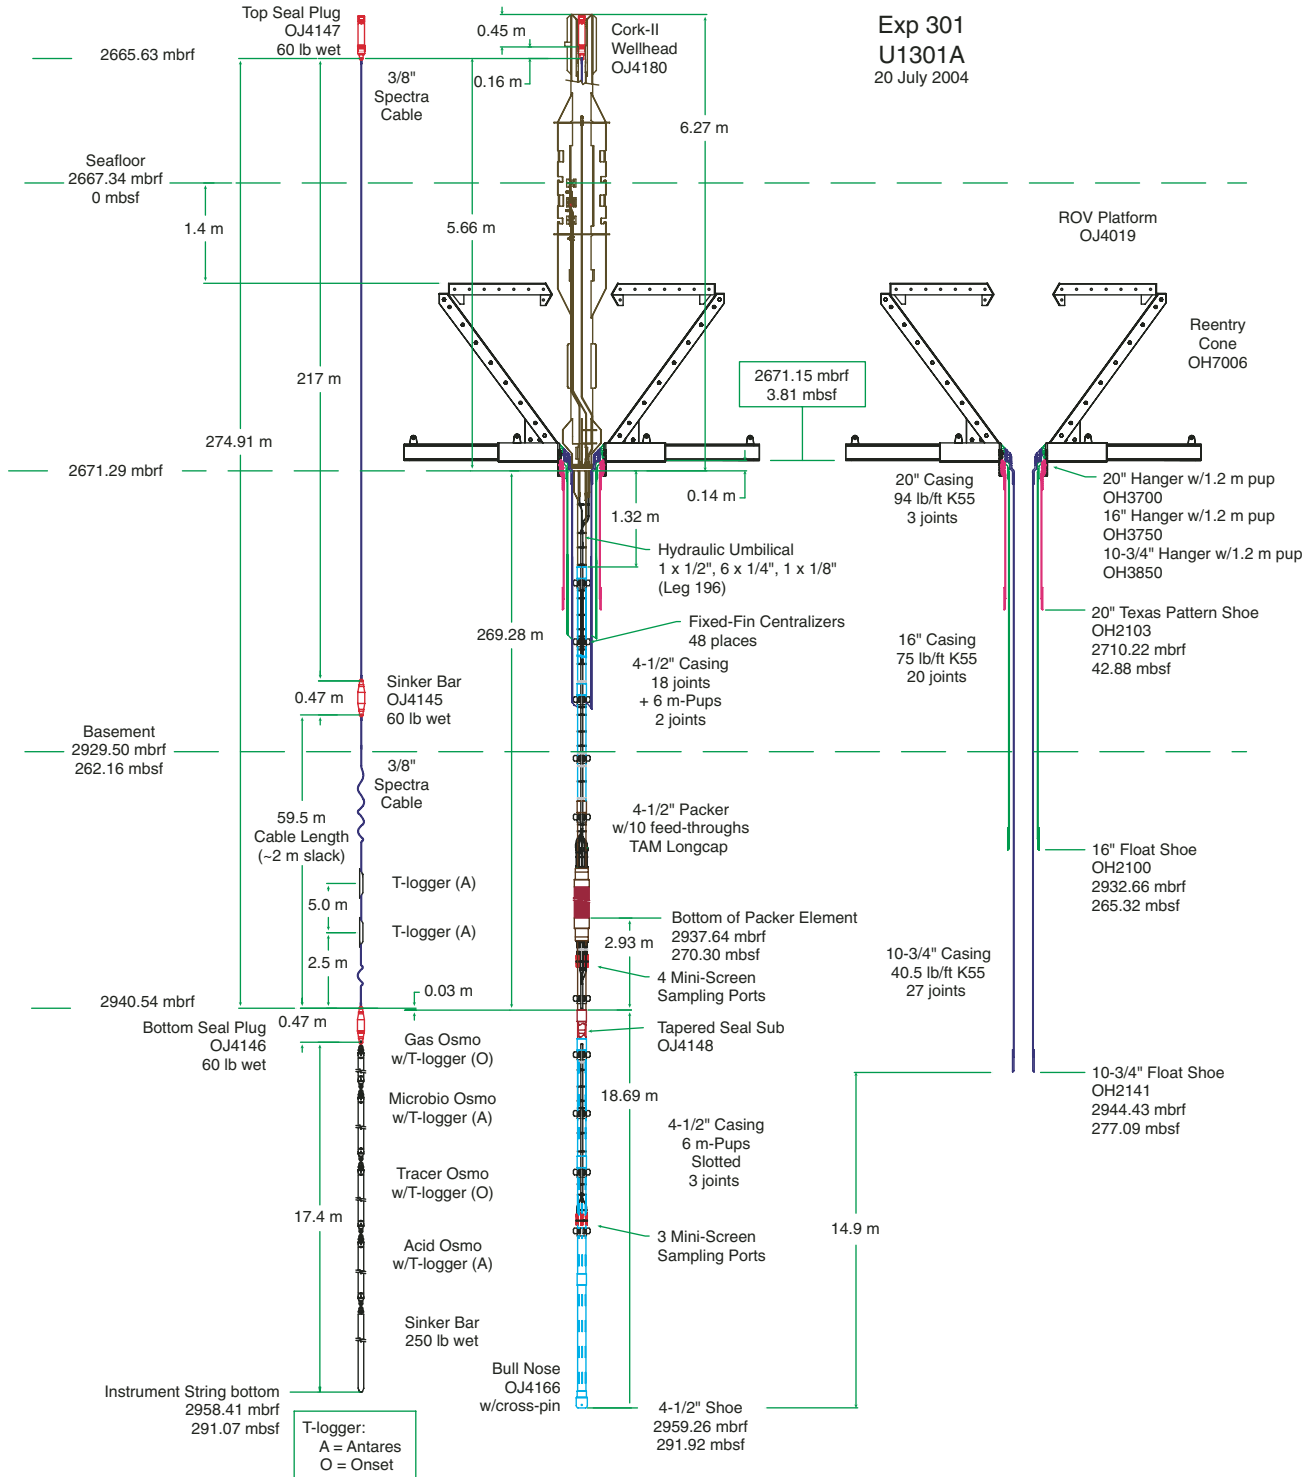 Exp 301
U1301A
20 July 2004
Top Seal Plug
OJ4147
60 lb wet
2665.63 mbrf
3/8"
Spectra
Cable
0.45 m
0.16 m
Cork-II
Wellhead
OJ4180
6.27 m
Seafloor
2667.34 mbrf
0 mbsf
1.4 m
5.66 m
ROV Platform
OJ4019
Reentry
Cone
OH7006
217 m
2671.15 mbrf
3.81 mbsf
274.91 m
2671.29 mbrf
0.14 m
1.32 m
20" Casing
94 lb/ft K55
3 joints
20" Hanger w/1.2 m pup
OH3700
16" Hanger w/1.2 m pup
OH3750
10-3/4" Hanger w/1.2 m pup
OH3850
Hydraulic Umbilical
1 x 1/2", 6 x 1/4", 1 x 1/8"
(Leg 196)
20" Texas Pattern Shoe
OH2103
2710.22 mbrf
42.88 mbsf
269.28 m
Fixed-Fin Centralizers
48 places
16" Casing
75 lb/ft K55
20 joints
4-1/2" Casing
18 joints
+ 6 m-Pups
2 joints
0.47 m
Sinker Bar
OJ4145
60 lb wet
Basement
2929.50 mbrf
262.16 mbsf
3/8"
Spectra
Cable
59.5 m
Cable Length
(~2 m slack)
4-1/2" Packer
w/10 feed-throughs
TAM Longcap
16" Float Shoe
OH2100
2932.66 mbrf
265.32 mbsf
T-logger (A)
5.0 m
T-logger (A)
2.5 m
Bottom of Packer Element
2937.64 mbrf
270.30 mbsf
2.93 m
4 Mini-Screen
Sampling Ports
10-3/4" Casing
40.5 lb/ft K55
27 joints
2940.54 mbrf
0.03 m
0.47 m
Bottom Seal Plug
OJ4146
60 lb wet
Tapered Seal Sub
OJ4148
Gas Osmo
w/T-logger (O)
10-3/4" Float Shoe
OH2141
2944.43 mbrf
277.09 mbsf
Microbio Osmo
w/T-logger (A)
18.69 m
4-1/2" Casing
6 m-Pups
Slotted
3 joints
Tracer Osmo
w/T-logger (O)
17.4 m
14.9 m
3 Mini-Screen
Sampling Ports
Acid Osmo
w/T-logger (A)
Sinker Bar
250 lb wet
Bull Nose
OJ4166
w/cross-pin
Instrument String bottom
2958.41 mbrf
291.07 mbsf
4-1/2" Shoe
2959.26 mbrf
291.92 mbsf
T-logger:
A = Antares
O = Onset